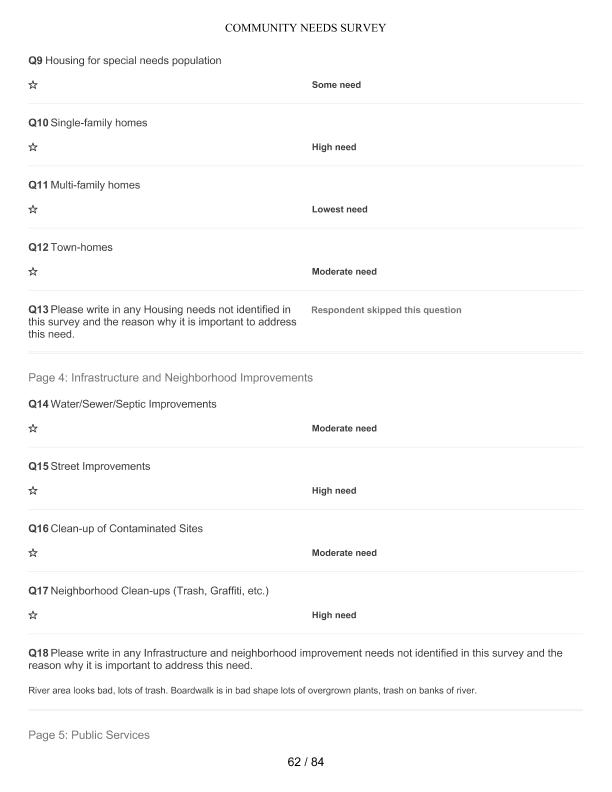 COMMUNITY NEEDS SURVEY
Q9 Housing for special needs population
☆ Some need
Q10 Single-family homes
☆ High need
Q11 Multi-family homes
☆ Lowest need
Q12 Town-homes
☆ Moderate need
Q13 Please write in any Housing needs not identified in
this survey and the reason why it is important to address
this need.
Respondent skipped this question
Page 4: Infrastructure and Neighborhood Improvements
Q14 Water/Sewer/Septic Improvements
☆ Moderate need
Q15 Street Improvements
☆ High need
Q16 Clean-up of Contaminated Sites
☆ Moderate need
Q17 Neighborhood Clean-ups (Trash, Graffiti, etc.)
☆ High need
Q18 Please write in any Infrastructure and neighborhood improvement needs not identified in this survey and the
reason why it is important to address this need.
River area looks bad, lots of trash. Boardwalk is in bad shape lots of overgrown plants, trash on banks of river.
Page 5: Public Services
62 / 84